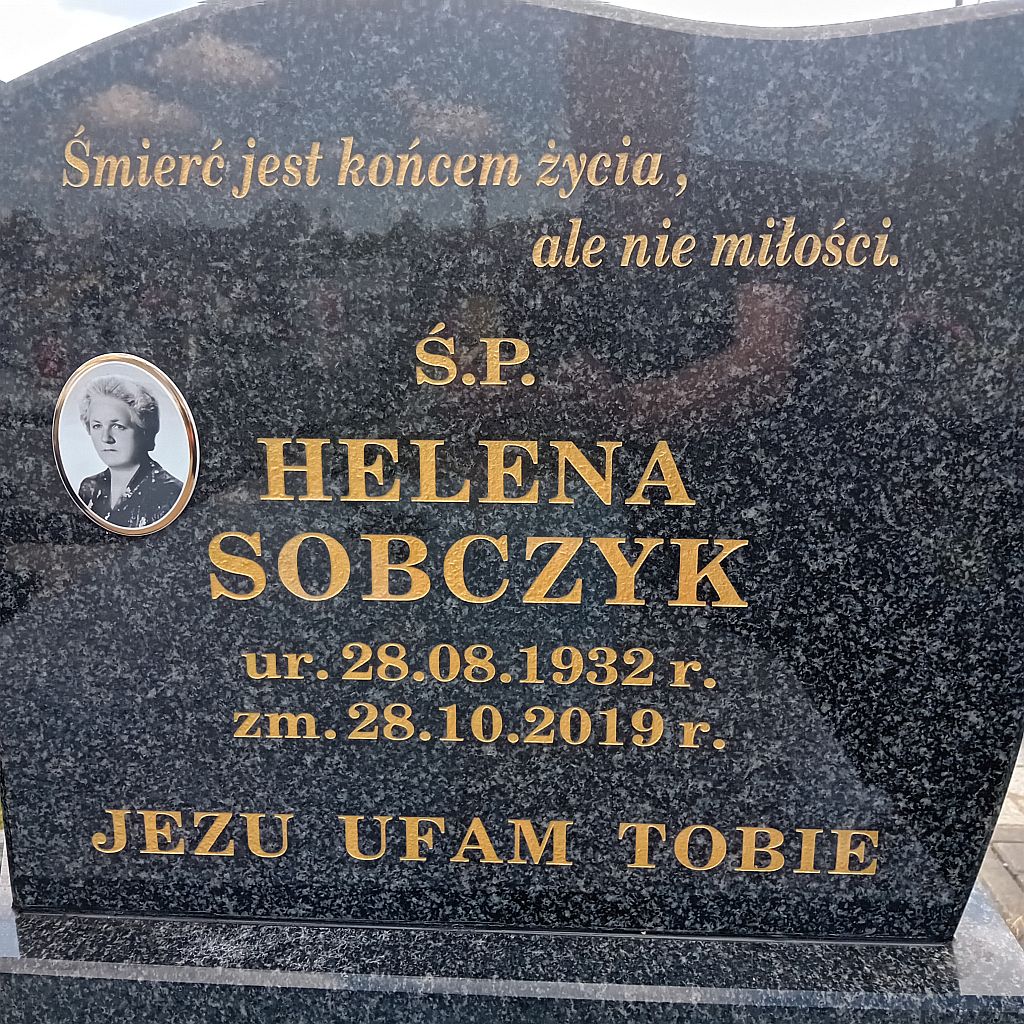 Śmierć jest końcem życia ,
ale nie miłości.
Ś.P.
HELENA
SOBCZYK
ur. 28.08.1932 r.
zm. 28.10.2019 r.
JEZU UFAM TOBIE